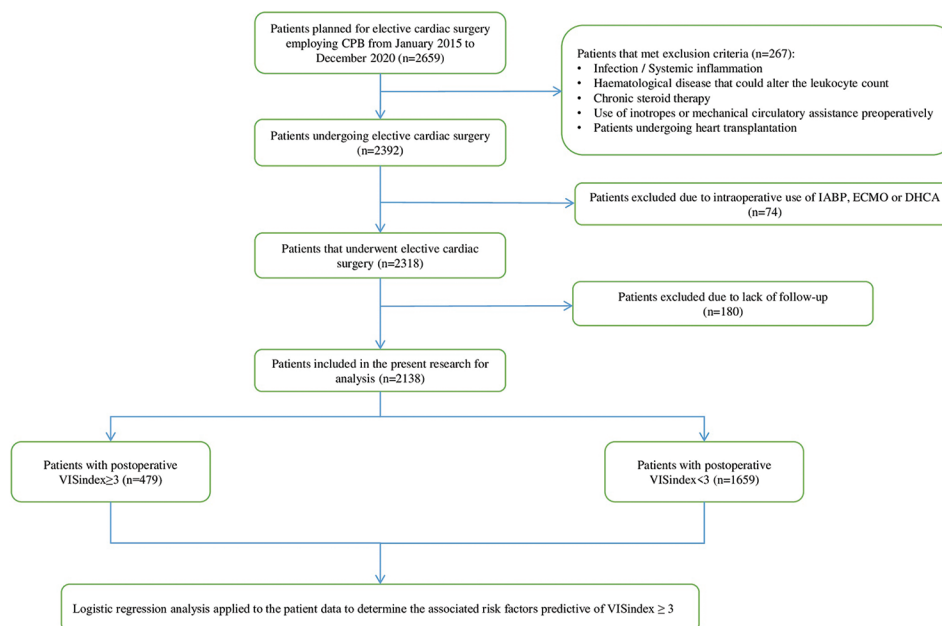 Patients planned for elective cardiac surgery
employing CPB from January 2015 to
December 2020 (n=2659)
Patients that met exclusion criteria (n=267):
• Infection / Systemic inflammation
• Haematological disease that could alter the leukocyte count
• Chronic steroid therapy
• Use of inotropes or mechanical circulatory assistance preoperatively
• Patients undergoing heart transplantation
Patients undergoing elective cardiac surgery
(n=2392)
Patients excluded due to intraoperative use of IABP, ECMO or DHCA
(n=74)
Patients that underwent elective cardiac
surgery (n=2318)
Patients excluded due to lack of follow-up
(n=180)
Patients included in the present research for
analysis (n=2138)
Patients with postoperative
VISindex≥3 (n=479)
Patients with postoperative
VISindex<3 (n=1659)
Logistic regression analysis applied to the patient data to determine the associated risk factors predictive of VISindex ≥ 3